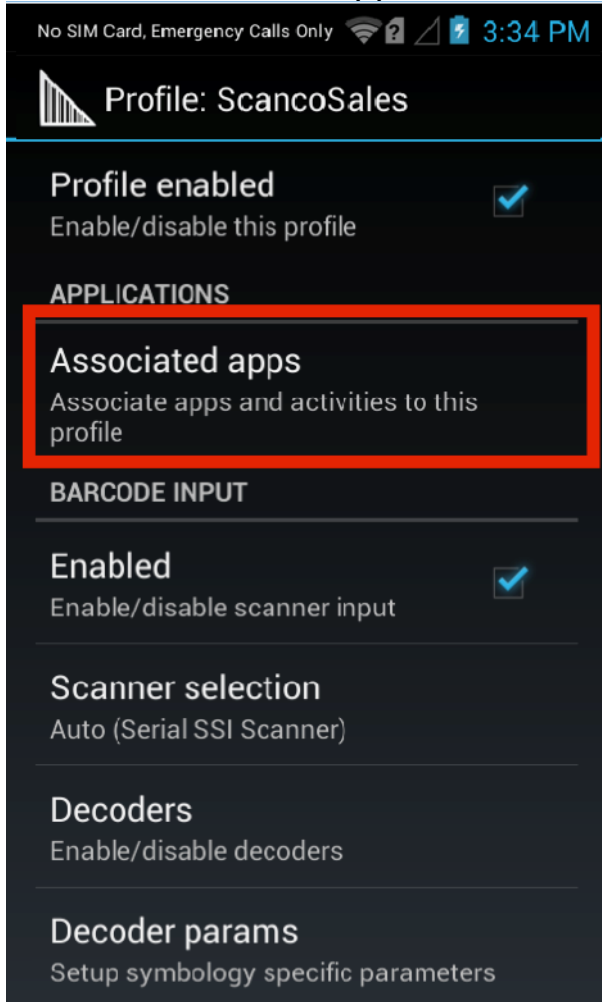 No SIM Card, Emergency Calls Only 3:34 PM
Profile: ScancoSales
Profile enabled
Enable/disable this profile
APPLICATIONS
Associated apps
Associate apps and activities to this
profile
BARCODE INPUT
Enabled
Enable/disable scanner input
Scanner selection
Auto (Serial SSI Scanner)
Decoders
Enable/disable decoders
Decoder params
Setup symbology specific parameters